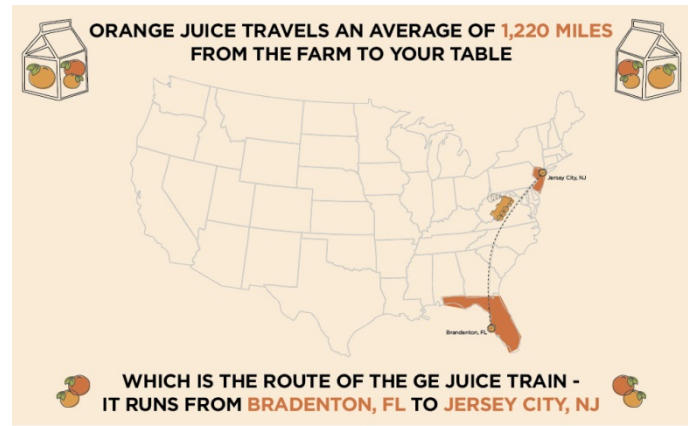 ORANGE JUICE TRAVELS AN AVERAGE OF 1,220 MILES
FROM THE FARM TO YOUR TABLE
Jersey City, NJ
Brandenton, FL
WHICH IS THE ROUTE OF THE GE JUICE TRAIN -
IT RUNS FROM BRADENTON, FL TO JERSEY CITY, NJ